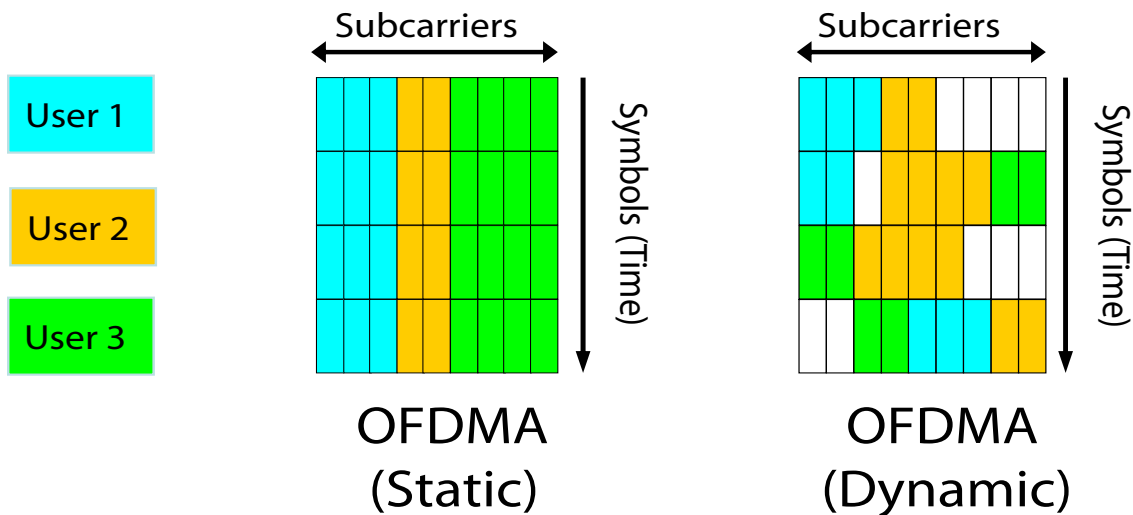 User 1
User 2
User 3
Subcarriers
Symbols (Time)
OFDMA
(Static)
Subcarriers
Symbols (Time)
OFDMA
(Dynamic)